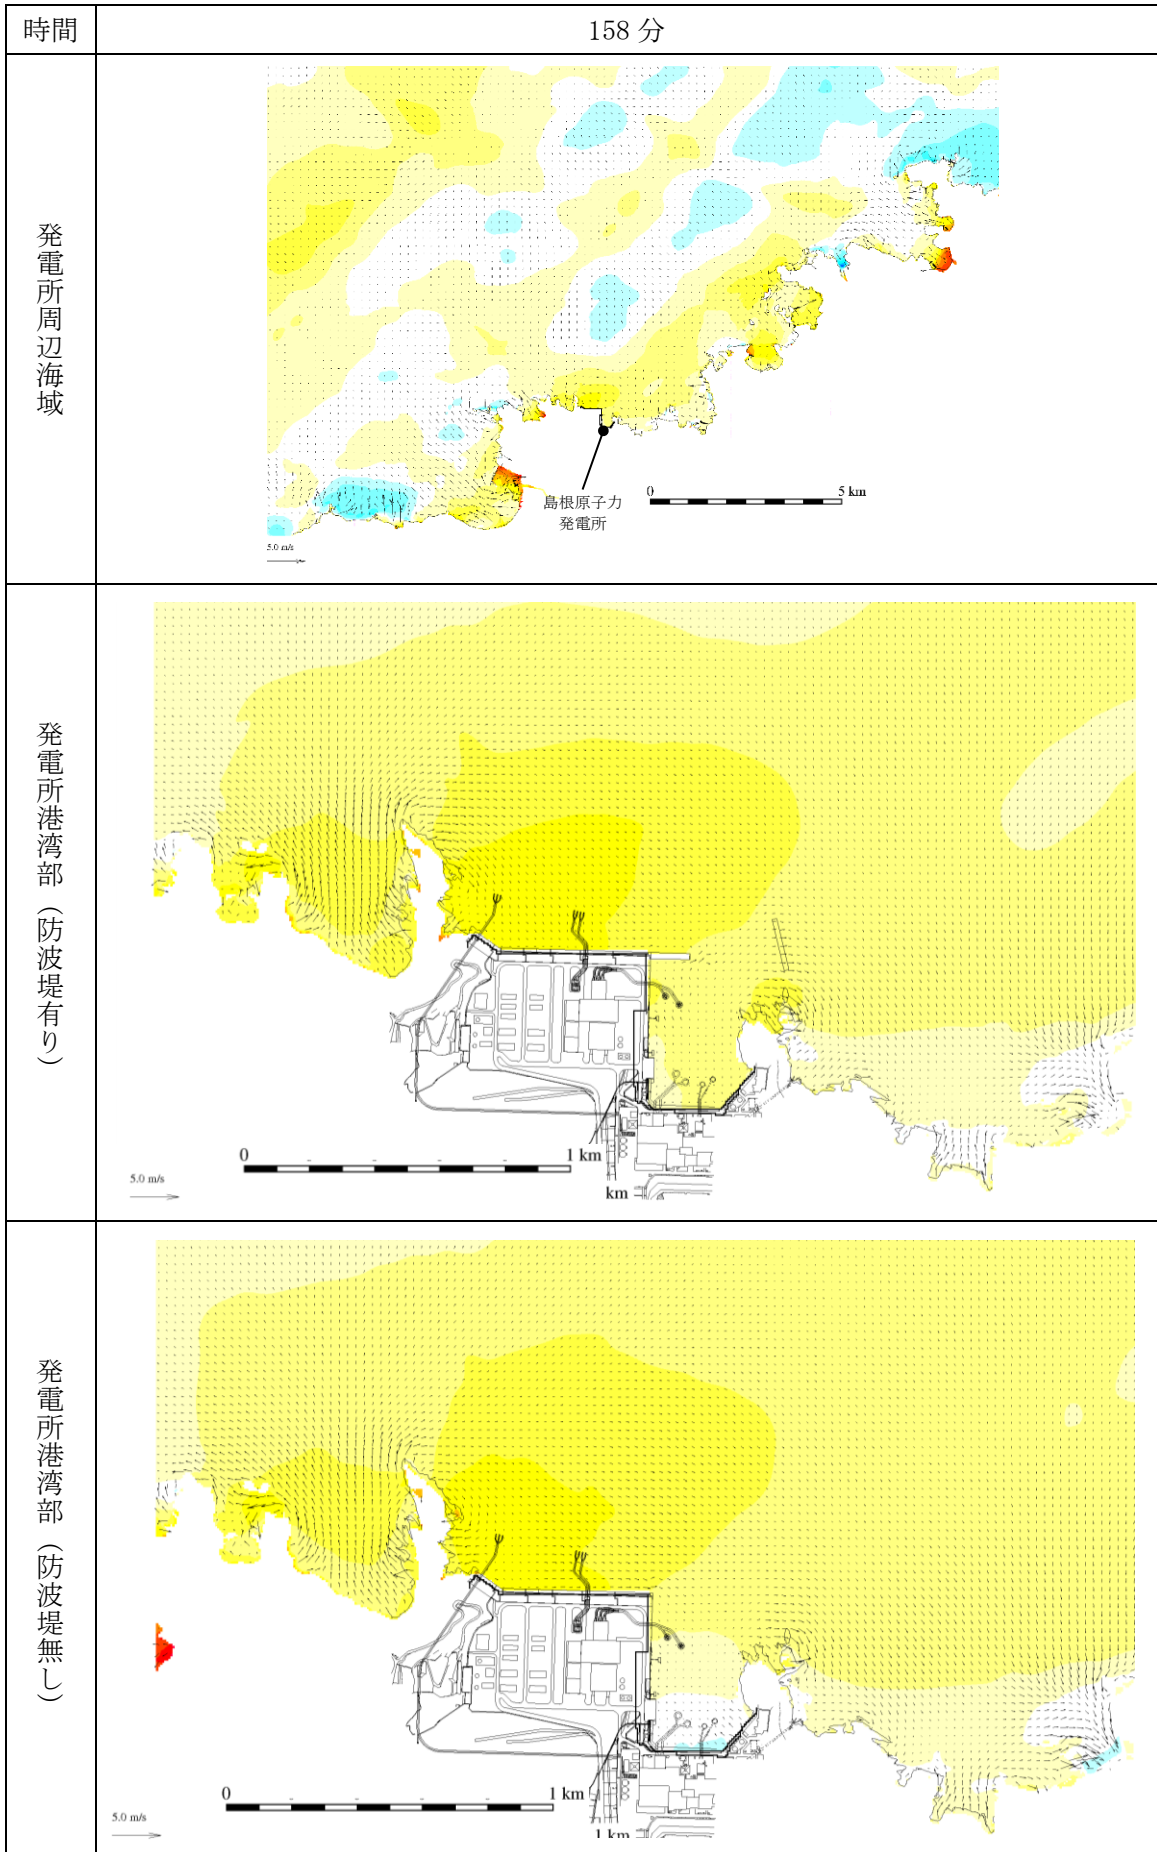 時間
158 分
発電所周辺海域
島根原子力
発電所
0
5 km
5.0 m/s
発電所港湾部（防波堤有り）
0
1 km
km
5.0 m/s
発電所港湾部（防波堤無し）
0
1 km
1 km
5.0 m/s